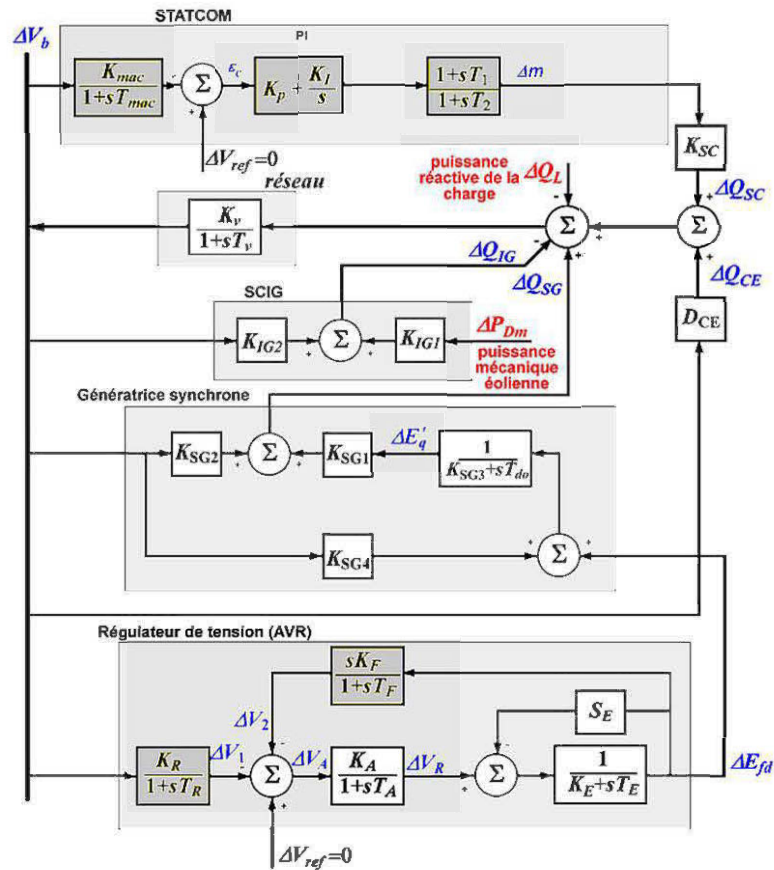 STATCOM
ΔV_b
PI
K_mac
1+sT_mac
-
Σ
+
ε_c
K_p + K_I
s
1+sT_1
1+sT_2
Δm
ΔV_ref=0
K_SC
réseau
puissance
réactive de la
charge
ΔQ_L
ΔQ_SC
K_v
1+sT_v
-
Σ
-
+
+
+
Σ
+
ΔQ_IG
ΔQ_SG
ΔQ_CE
SCIG
D_CE
K_IG2
+
Σ
+
K_IG1
ΔP_Dm
puissance
mécanique
éolienne
Génératrice synchrone
K_SG2
+
Σ
+
K_SG1
ΔE'_q
1
K_SG3+sT_do
K_SG4
+
Σ
+
Régulateur de tension (AVR)
sK_F
1+sT_F
S_E
ΔV_2
K_R
1+sT_R
ΔV_1
-
-
Σ
+
ΔV_A
K_A
1+sT_A
ΔV_R
-
+
Σ
1
K_E+sT_E
ΔE_fd
ΔV_ref=0